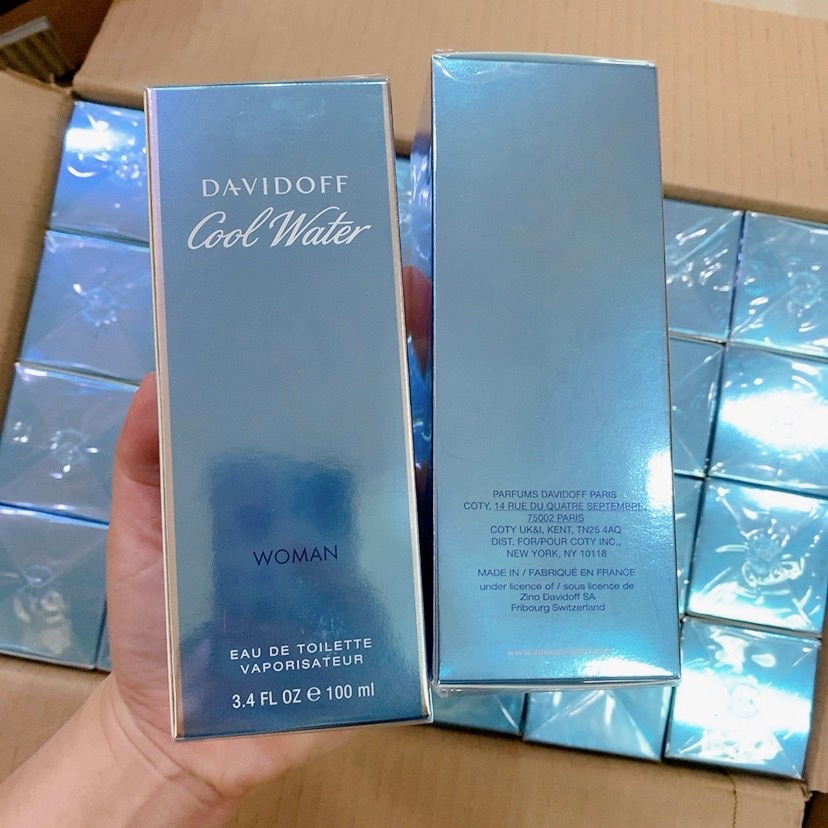 DAVIDOFF
Cool Water
WOMAN
EAU DE TOILETTE
VAPORISATEUR
3.4 FL OZ e 100 ml
PARFUMS DAVIDOFF PARIS
COTY, 14 RUE DU QUATRE SEPTEMBRE
75002 PARIS
COTY UK&I, KENT, TN25 4AQ
DIST. FOR/POUR COTY INC.,
NEW YORK, NY 10118
MADE IN / FABRIQUÉ EN FRANCE
under licence of / sous licence de
Zino Davidoff SA
Fribourg Switzerland